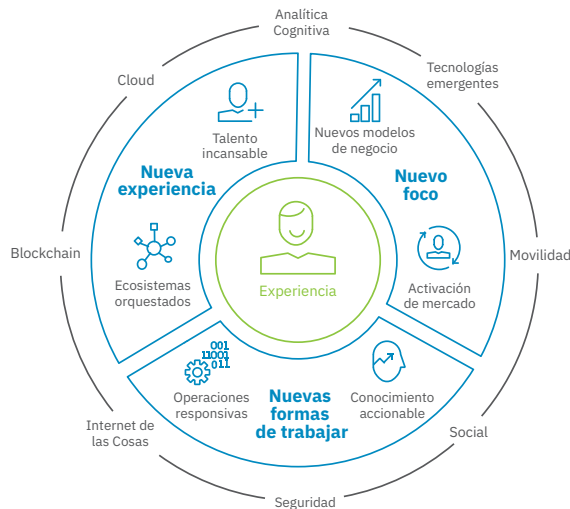 Analítica
Cognitiva
Cloud
Tecnologías
emergentes
Talento
incansable
Nuevos modelos
de negocio
Nueva
experiencia
Nuevo
foco
Blockchain
Movilidad
Ecosistemas
orquestados
Experiencia
Activación
de mercado
001
11001
011
Operaciones
responsivas
Nuevas
formas
de trabajar
Conocimiento
accionable
Internet de
las Cosas
Social
Seguridad